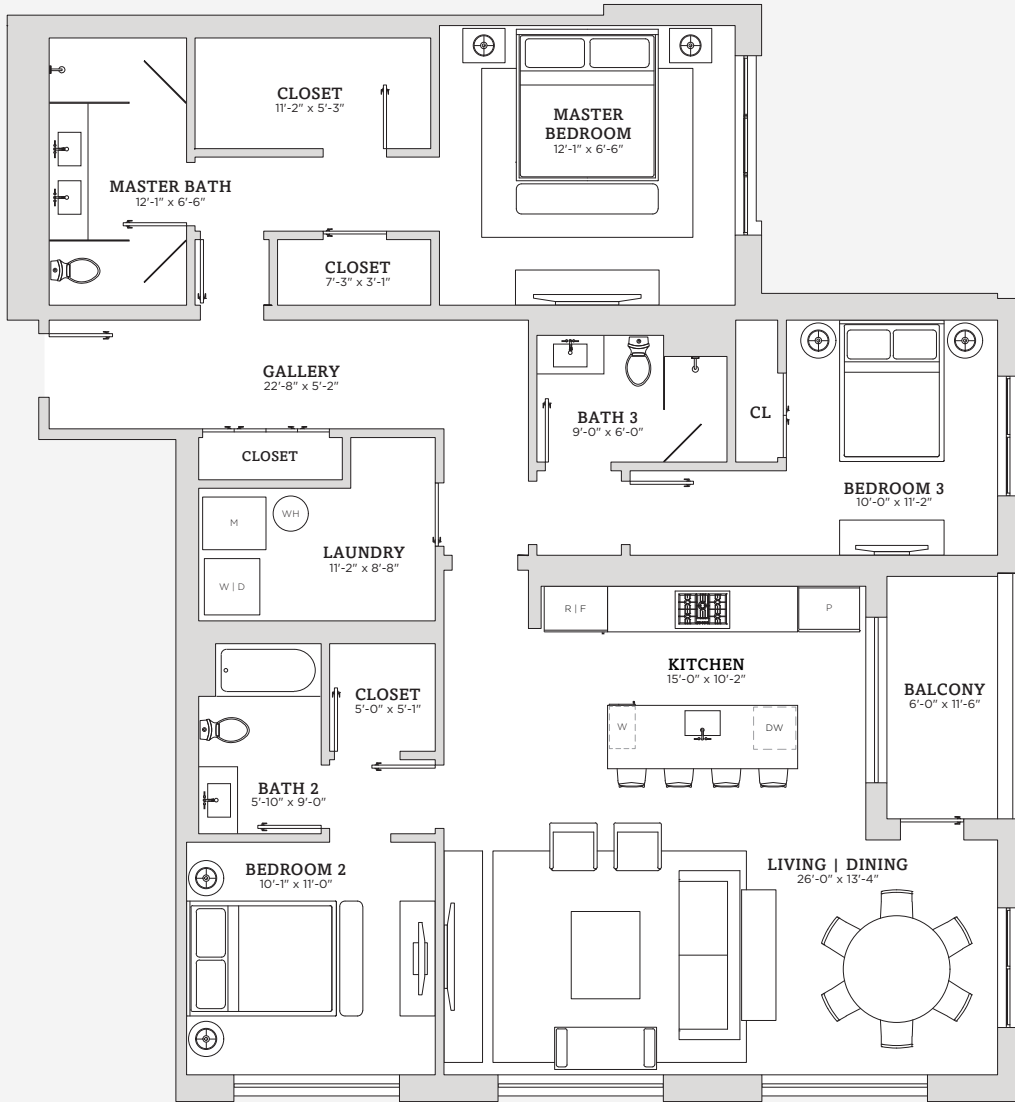 CLOSET
11'-2" x 5'-3"
MASTER
BEDROOM
12'-1" x 6'-6"
MASTER BATH
12'-1" x 6'-6"
CLOSET
7'-3" x 3'-1"
GALLERY
22'-8" x 5'-2"
BATH 3
9'-0" x 6'-0"
CL
CLOSET
BEDROOM 3
10'-0" x 11'-2"
M
WH
LAUNDRY
11'-2" x 8'-8"
W|D
R|F
P
KITCHEN
15'-0" x 10'-2"
CLOSET
5'-0" x 5'-1"
BALCONY
6'-0" x 11'-6"
W
DW
BATH 2
5'-10" x 9'-0"
BEDROOM 2
10'-1" x 11'-0"
LIVING | DINING
26'-0" x 13'-4"